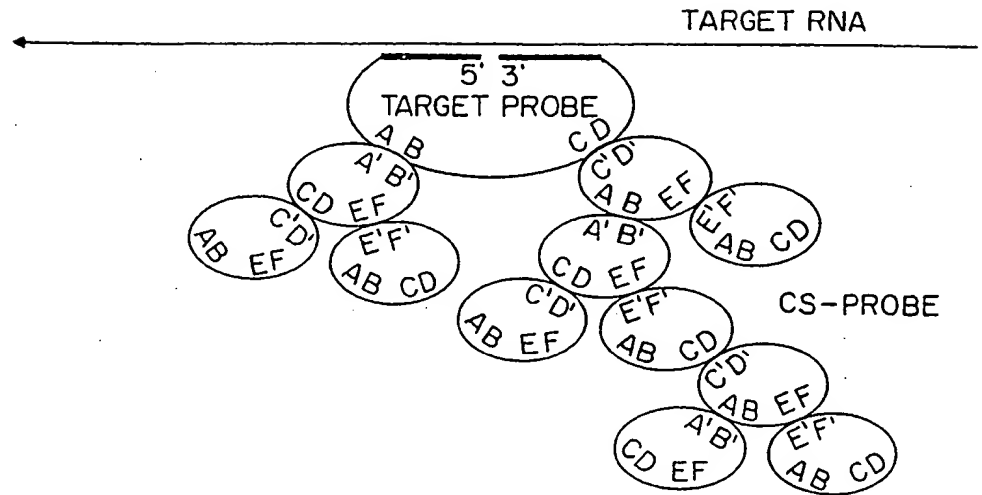 TARGET RNA
5' 3'
TARGET PROBE
AB
CD
A'B'
CD EF
C'D'
AB EF
E'F'
AB CD
C'D'
AB EF
E'F'
AB CD
A'B'
CD EF
C'D'
AB EF
E'F'
AB CD
CS-PROBE
C'D'
AB EF
A'B'
CD EF
E'F'
AB CD